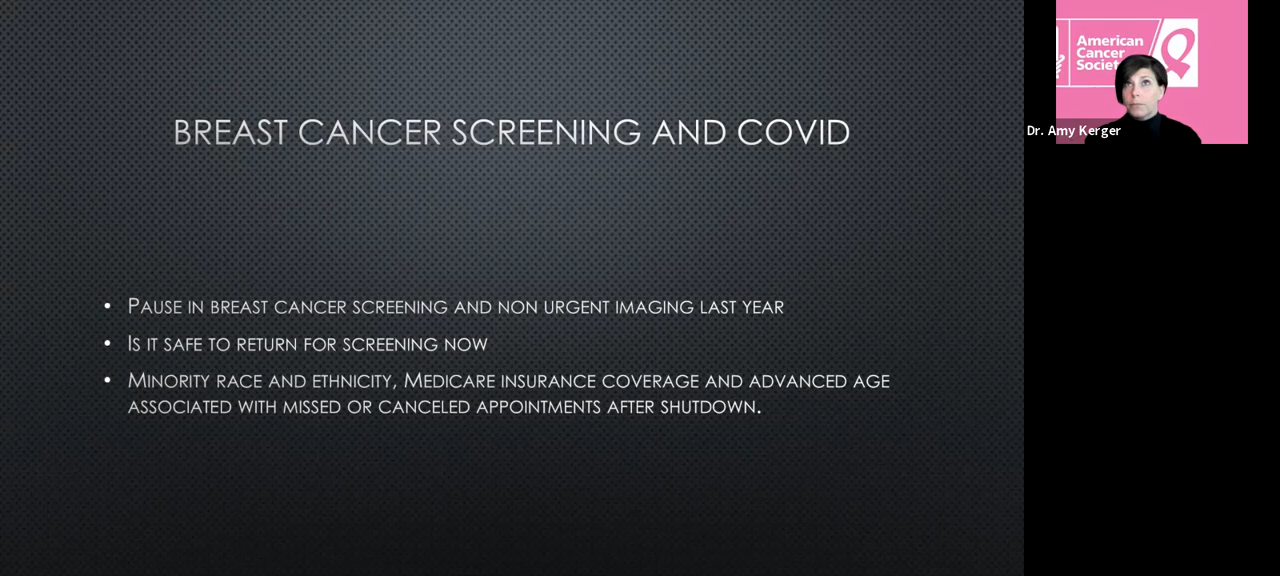 BREAST CANCER SCREENING AND COVID
• PAUSE IN BREAST CANCER SCREENING AND NON URGENT IMAGING LAST YEAR
• IS IT SAFE TO RETURN FOR SCREENING NOW
• MINORITY RACE AND ETHNICITY, MEDICARE INSURANCE COVERAGE AND ADVANCED AGE
ASSOCIATED WITH MISSED OR CANCELED APPOINTMENTS AFTER SHUTDOWN.
American
Cancer
Societ
Dr. Amy Kerger